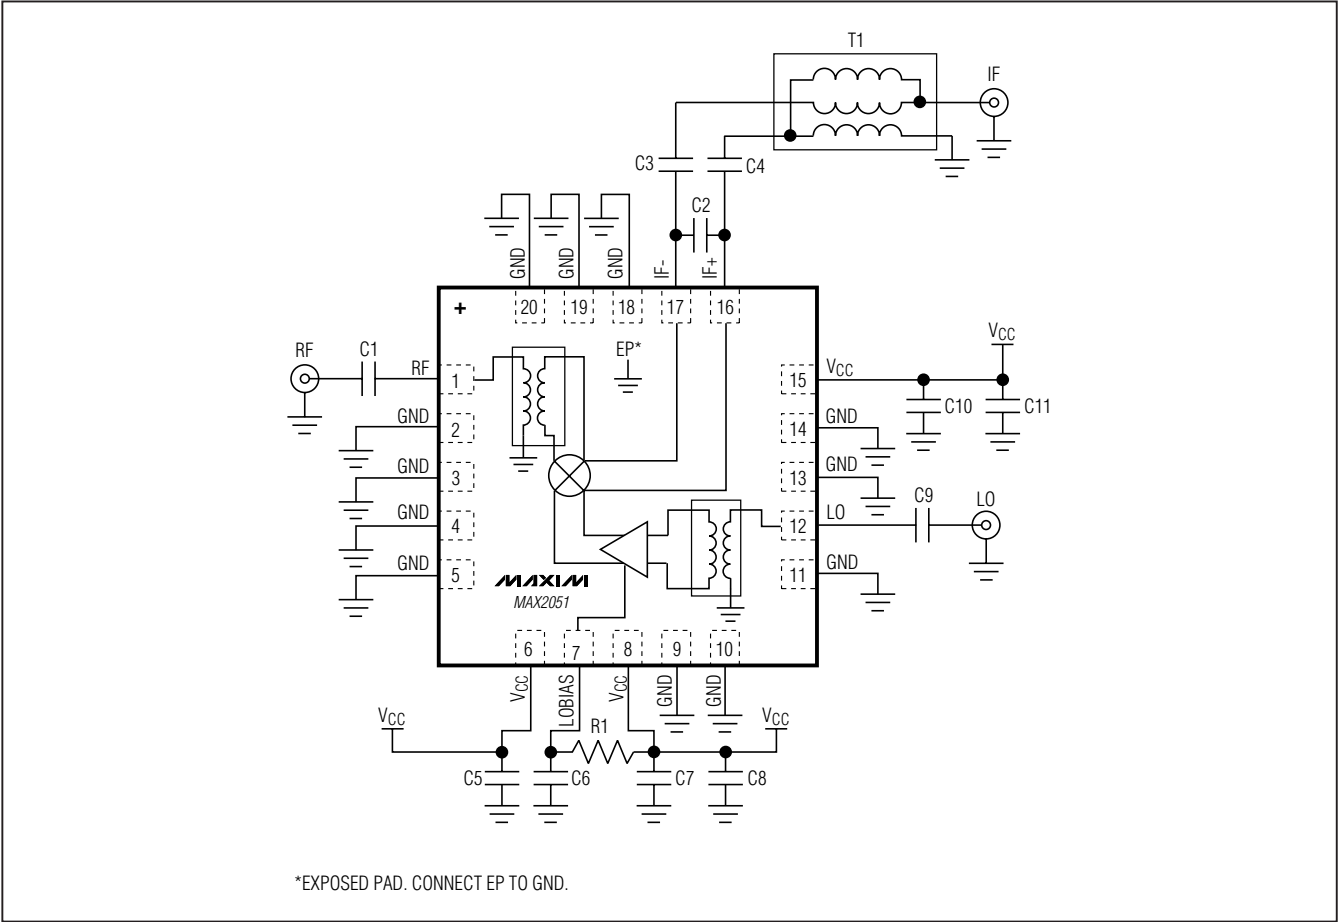 T1
IF
C3
C4
C2
GND
GND
GND
IF-
IF+
+
20
19
18
17
16
RF
C1
RF
1
EP*
VCC
15
VCC
C10
C11
GND
2
14
GND
GND
3
13
GND
GND
4
12
LO
C9
LO
GND
5
11
GND
MAXIM
MAX2051
6
7
8
9
10
VCC
LOBIAS
VCC
GND
GND
VCC
R1
VCC
C5
C6
C7
C8
*EXPOSED PAD. CONNECT EP TO GND.